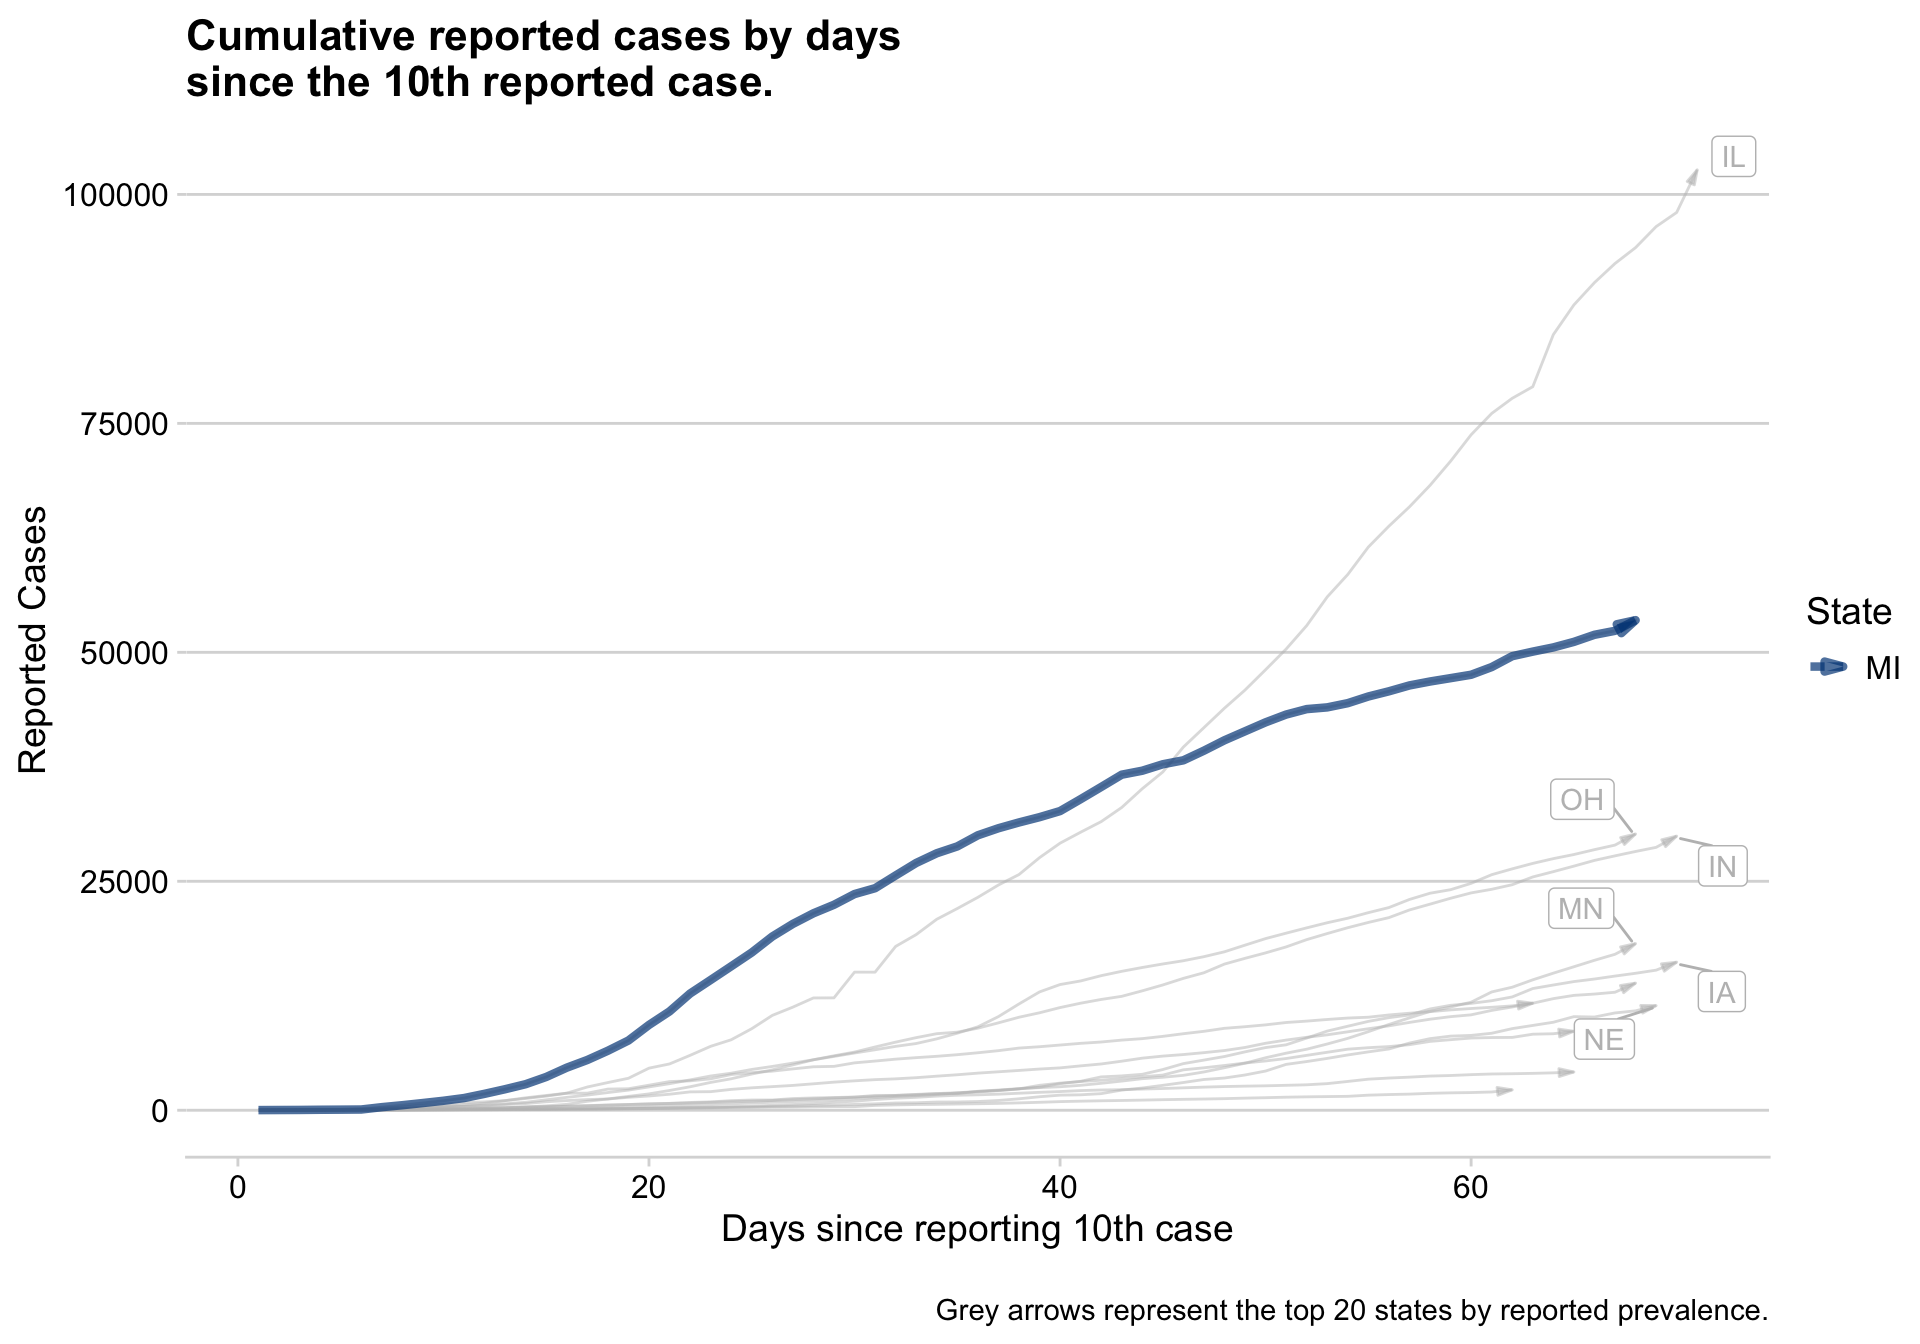 Cumulative reported cases by days
since the 10th reported case.
IL
100000
75000
Reported Cases
State
MI
50000
OH
IN
25000
MN
IA
NE
0
0 20 40 60
Days since reporting 10th case
Grey arrows represent the top 20 states by reported prevalence.